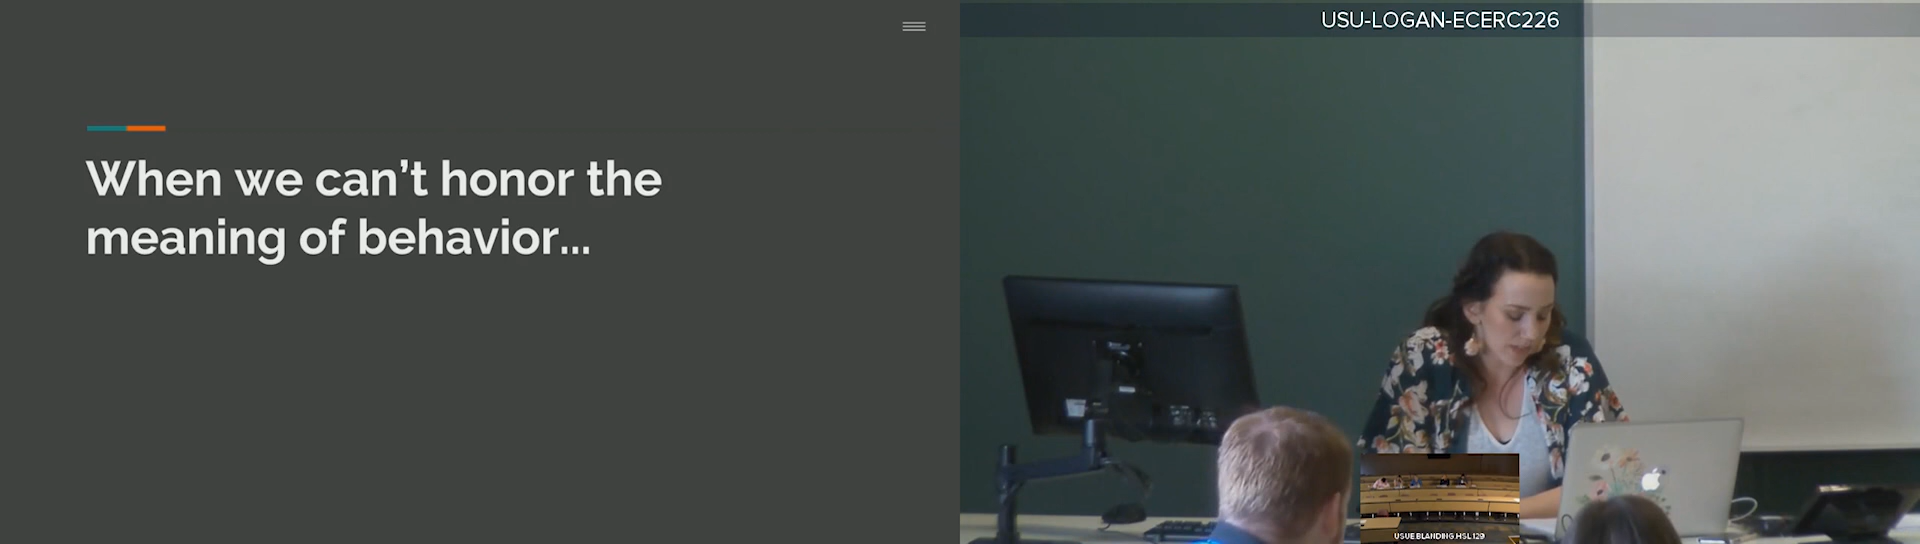 When we can't honor the
meaning of behavior...
USU-LOGAN-ECERC226
USUE.BLANDING.HSL.129